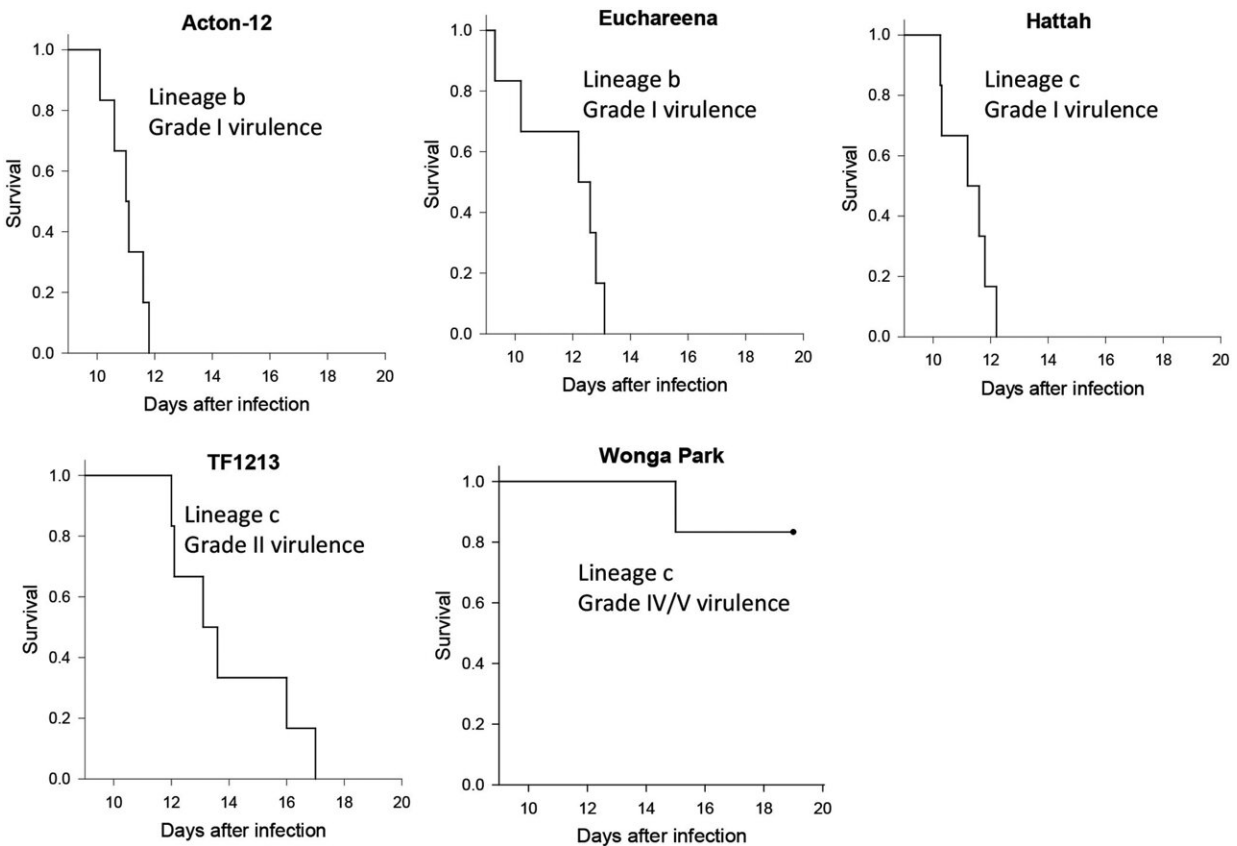 Acton-12
1.0
0.8
0.6
0.4
0.2
0.0
Survival
Lineage b
Grade I virulence
10 12 14 16 18 20
Days after infection
Euchareena
1.0
0.8
0.6
0.4
0.2
0.0
Survival
Lineage b
Grade I virulence
10 12 14 16 18 20
Days after infection
Hattah
1.0
0.8
0.6
0.4
0.2
0.0
Survival
Lineage c
Grade I virulence
10 12 14 16 18 20
Days after infection
TF1213
1.0
0.8
0.6
0.4
0.2
0.0
Survival
Lineage c
Grade II virulence
10 12 14 16 18 20
Days after infection
Wonga Park
1.0
0.8
0.6
0.4
0.2
0.0
Survival
Lineage c
Grade IV/V virulence
10 12 14 16 18 20
Days after infection